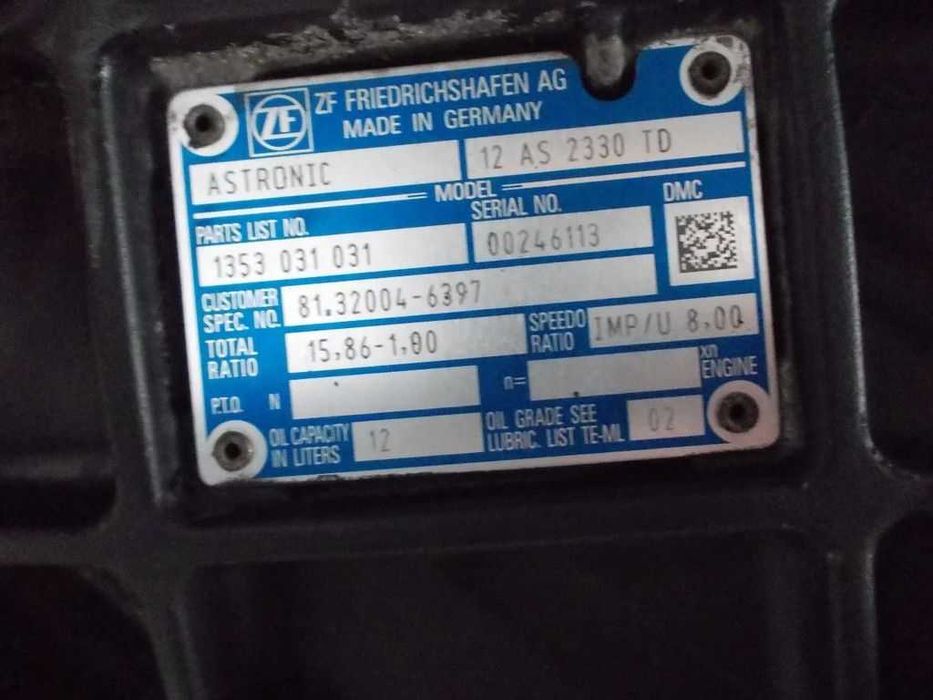 ZF ZF FRIEDRICHSHAFEN AG
MADE IN GERMANY
ASTRONIC 12 AS 2330 TD
MODEL
PARTS LIST NO. SERIAL NO. DMC
1353 031 031 00246113
CUSTOMER SPEC. NO. 81.32004-6397
TOTAL RATIO 15,86-1,00 SPEEDO RATIO IMP/U 8,00
P.T.O. N n= xn ENGINE
OIL CAPACITY IN LITERS 12 OIL GRADE SEE LUBRIC. LIST TE-ML 02